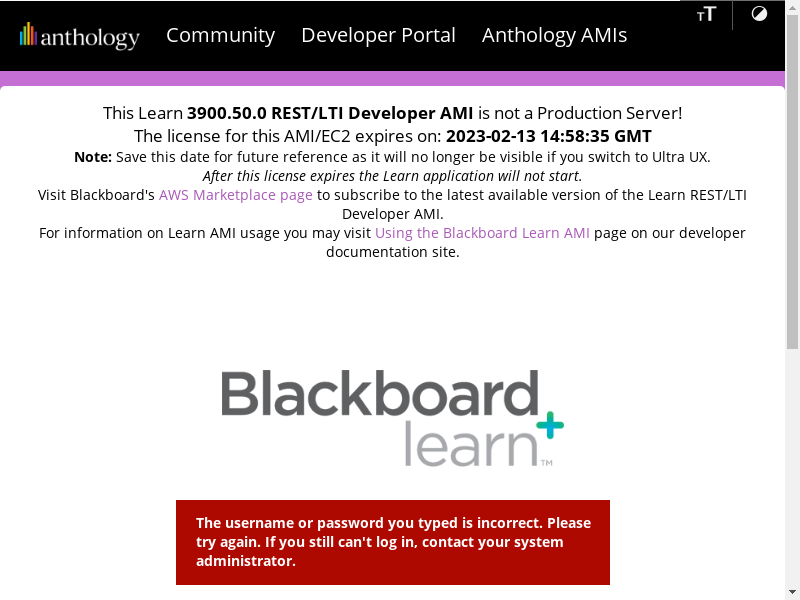 anthology
Community Developer Portal Anthology AMIs
TT
This Learn 3900.50.0 REST/LTI Developer AMI is not a Production Server!
The license for this AMI/EC2 expires on: 2023-02-13 14:58:35 GMT
Note: Save this date for future reference as it will no longer be visible if you switch to Ultra UX.
After this license expires the Learn application will not start.
Visit Blackboard's AWS Marketplace page to subscribe to the latest available version of the Learn REST/LTI
Developer AMI.
For information on Learn AMI usage you may visit Using the Blackboard Learn AMI page on our developer
documentation site.
Blackboard
learn™
The username or password you typed is incorrect. Please
try again. If you still can't log in, contact your system
administrator.